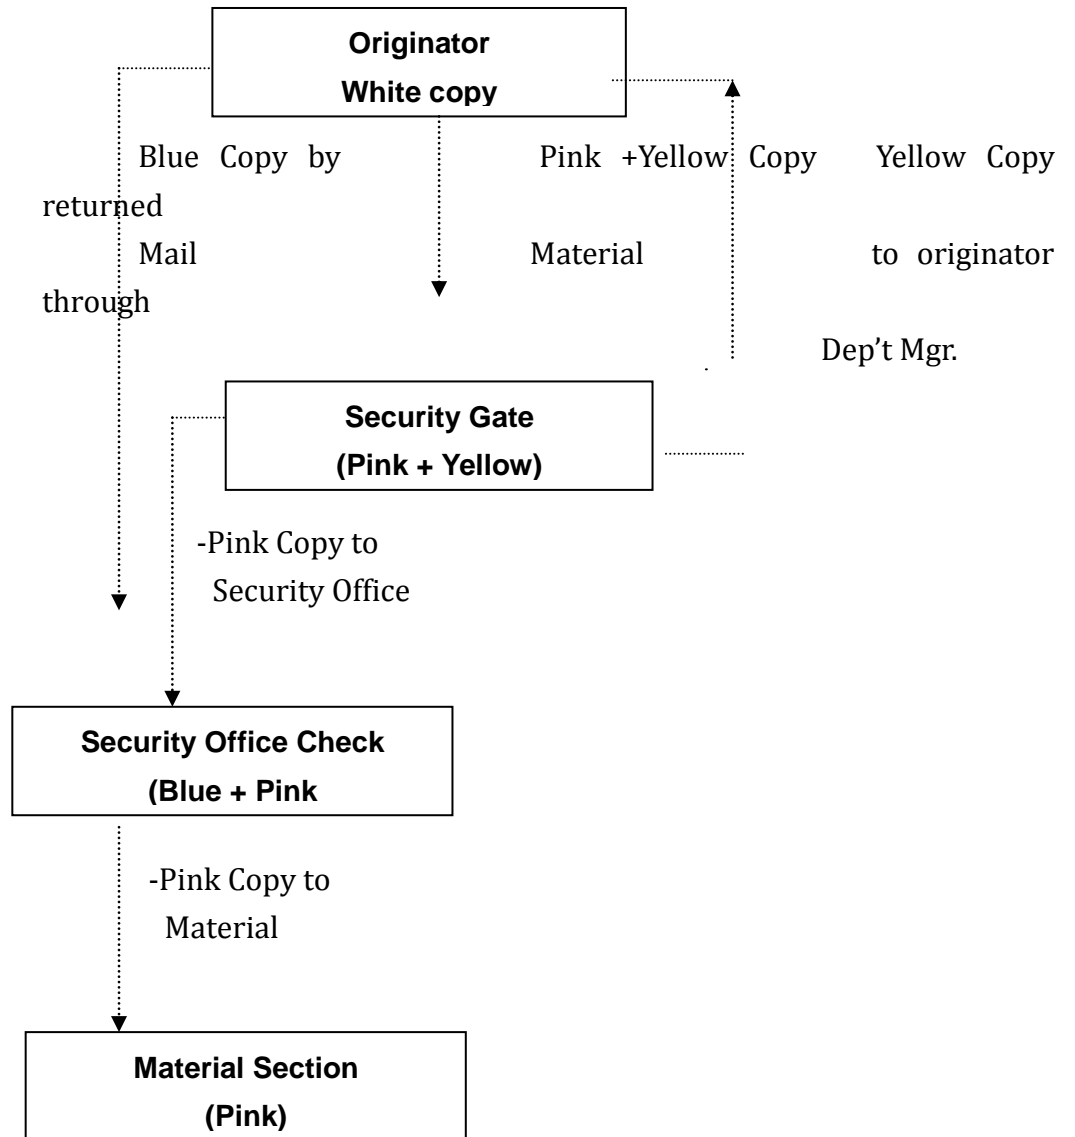 Originator
White copy
Blue Copy by Pink +Yellow Copy Yellow Copy
returned
Mail Material to originator
through
Dep't Mgr.
Security Gate
(Pink + Yellow)
-Pink Copy to
Security Office
Security Office Check
(Blue + Pink
-Pink Copy to
Material
Material Section
(Pink)